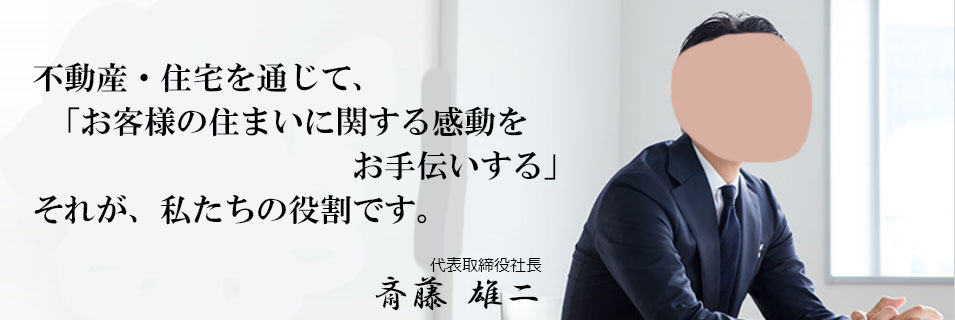 不動産・住宅を通じて、
「お客様の住まいに関する感動を
お手伝いする」
それが、私たちの役割です。
代表取締役社長
斎藤 雄二